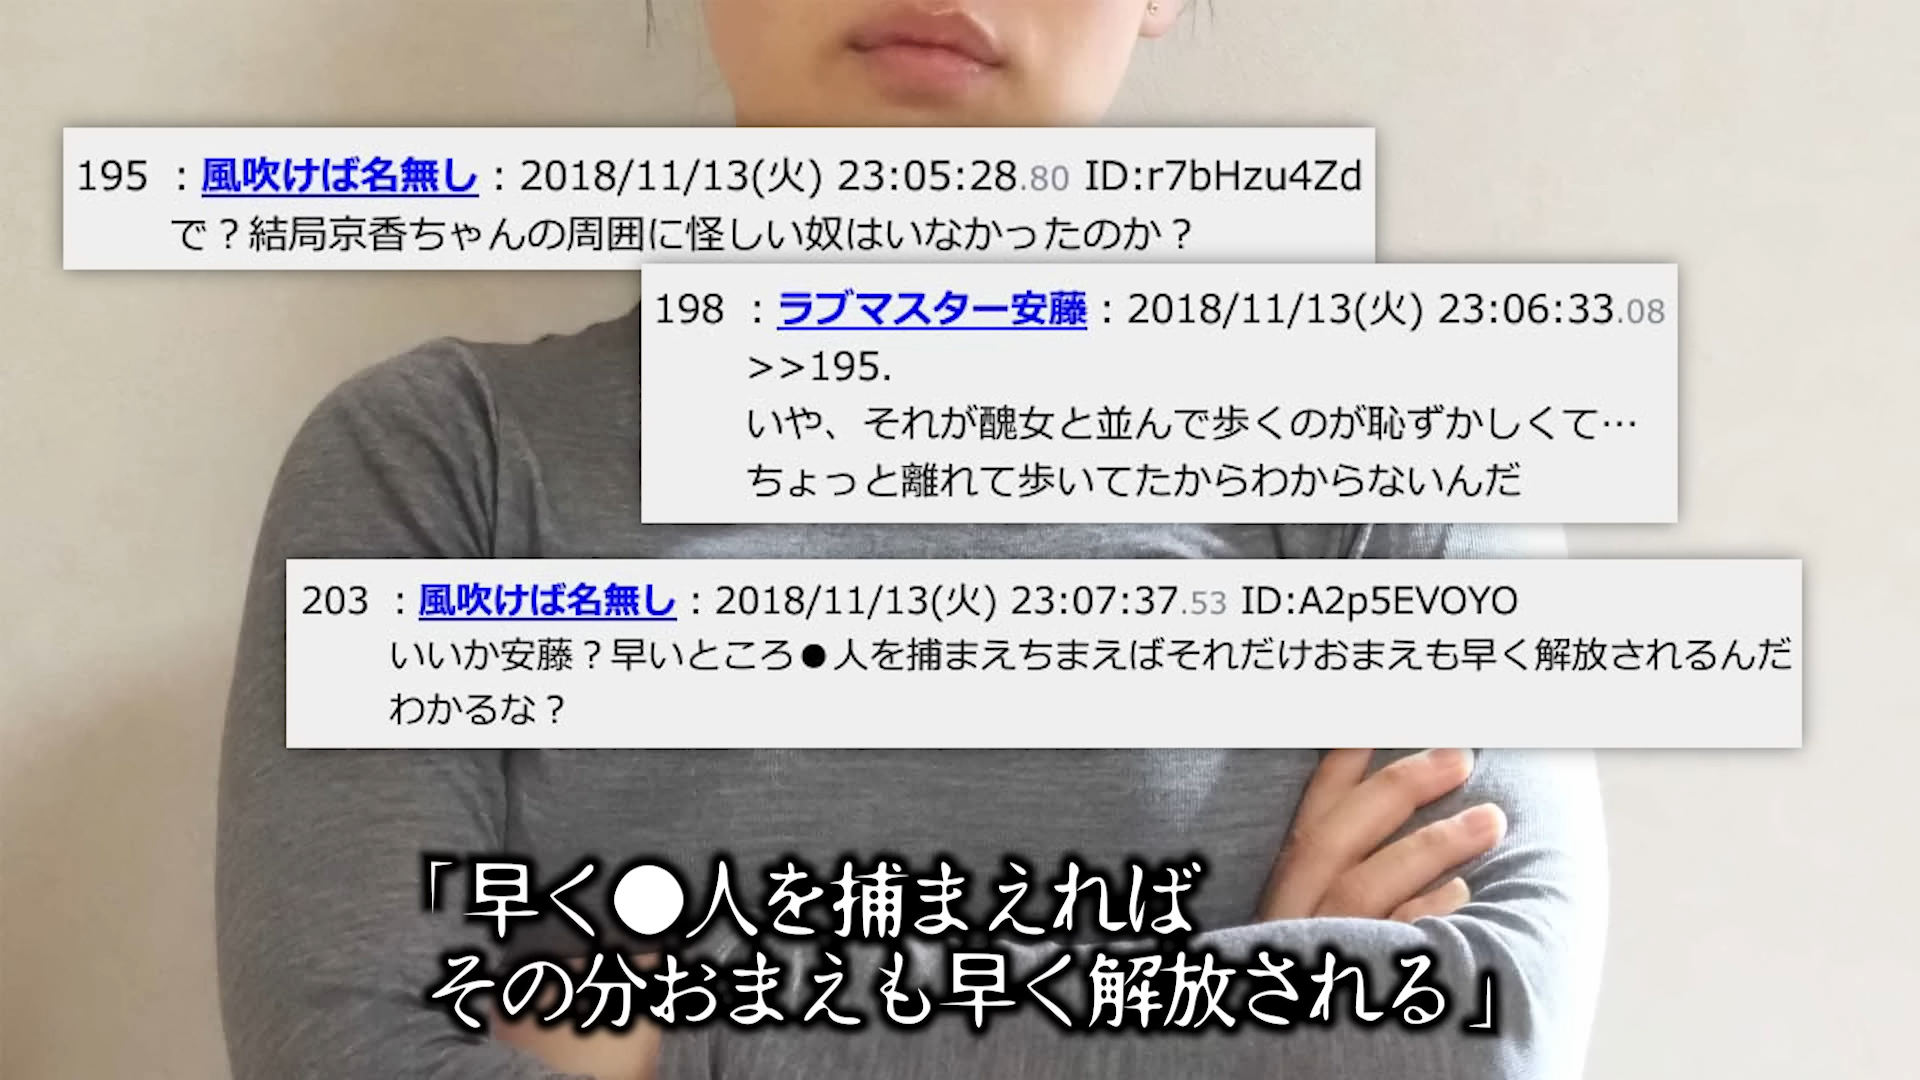 195 ：風吹けば名無し：2018/11/13(火) 23:05:28.80 ID:r7bHzu4Zd
で？結局京香ちゃんの周囲に怪しい奴はいなかったのか？
198 ：ラブマスター安藤：2018/11/13(火) 23:06:33.08
>>195.
いや、それが醜女と並んで歩くのが恥ずかしくて…
ちょっと離れて歩いてたからわからないんだ
203 ：風吹けば名無し：2018/11/13(火) 23:07:37.53 ID:A2p5EVOYO
いいか安藤？早いところ●人を捕まえちまえばそれだけおまえも早く解放されるんだ
わかるな？
「早く●人を捕まえれば
その分おまえも早く解放される」